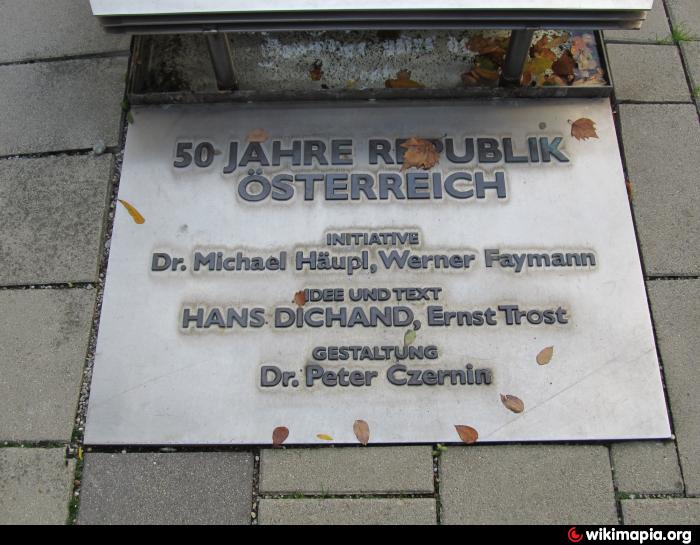 50 JAHRE REPUBLIK
ÖSTERREICH
INITIATIVE
Dr. Michael Häupl, Werner Faymann
IDEE UND TEXT
HANS DICHAND, Ernst Trost
GESTALTUNG
Dr. Peter Czernin
wikimapia.org